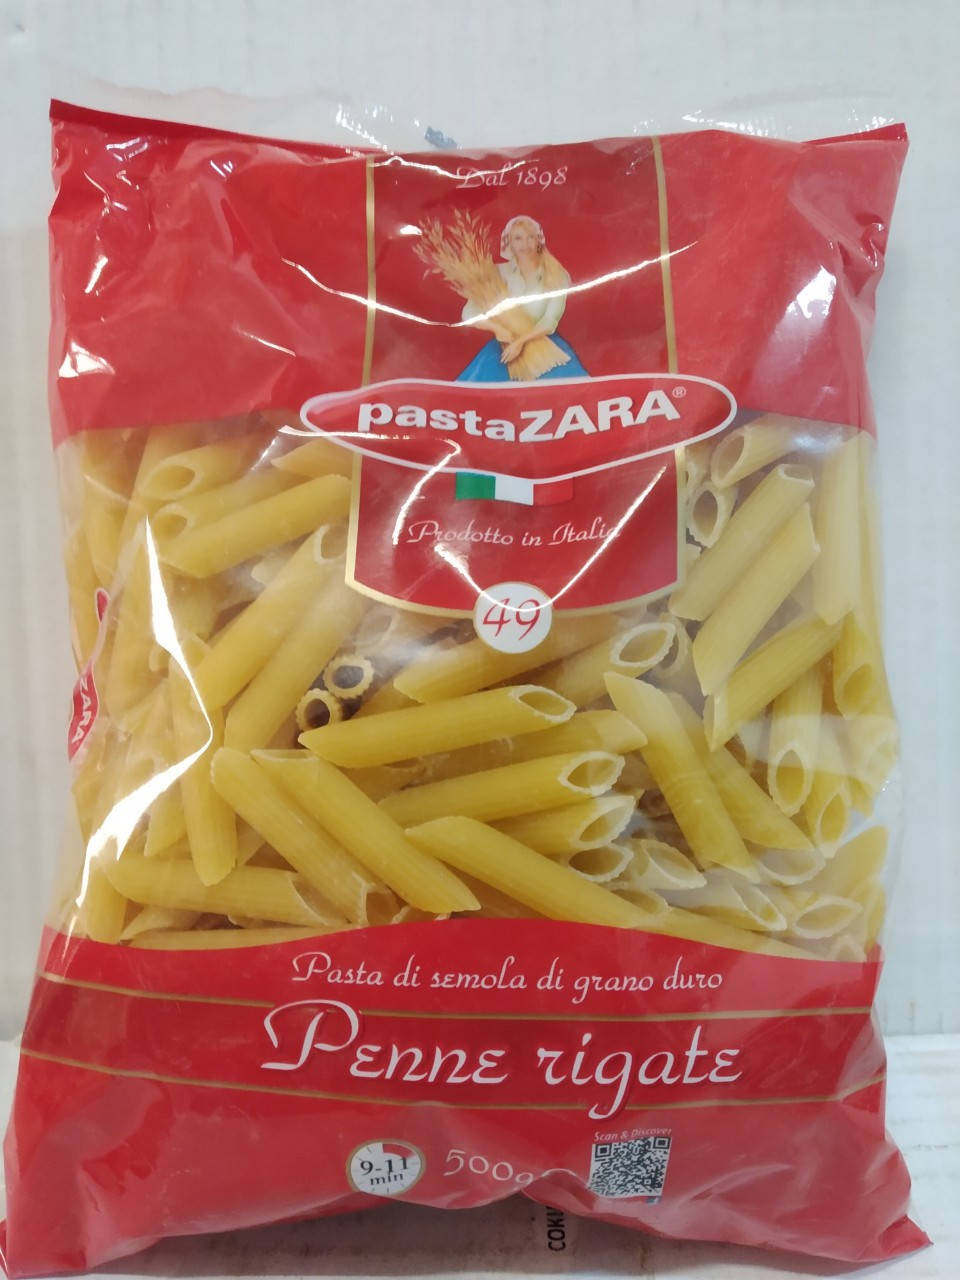 Dal 1898
pastaZARA®
Prodotto in Italia
49
ZARA
Pasta di semola di grano duro
Penne rigate
9-11
min
500g
Scan & Discover